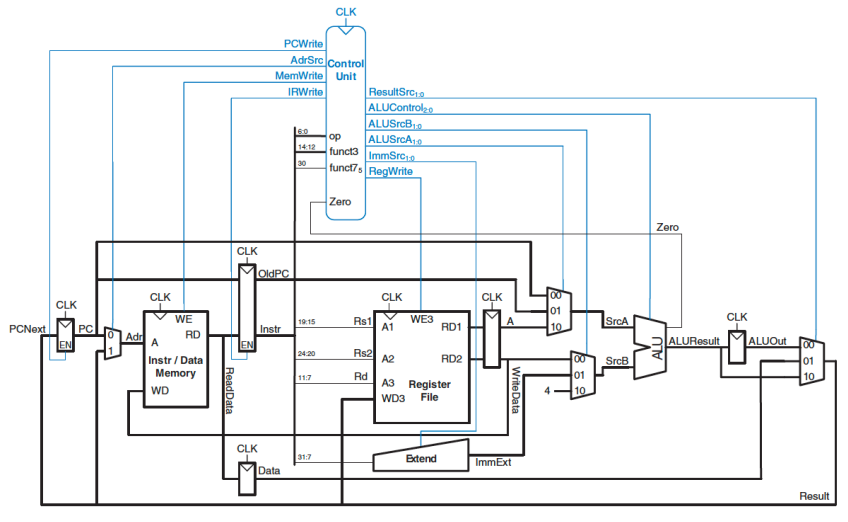 CLK
PCWrite
AdrSrc
MemWrite
IRWrite
Control
Unit
ResultSrc1:0
ALUControl2:0
ALUSrcB1:0
ALUSrcA1:0
ImmSrc1:0
RegWrite
6:0
op
14:12
funct3
30
funct75
Zero
Zero
CLK
OldPC
CLK
PCNext
PC
EN
0
1
Adr
CLK
WE
A
RD
Instr / Data
Memory
WD
ReadData
EN
Instr
19:15
Rs1
24:20
Rs2
11:7
Rd
31:7
CLK
WE3
A1
RD1
A2
RD2
A3
WD3
Register
File
CLK
A
WriteData
00
01
10
SrcA
00
01
4
10
SrcB
ALU
ALUResult
CLK
ALUOut
00
01
10
Extend
ImmExt
CLK
Data
Result